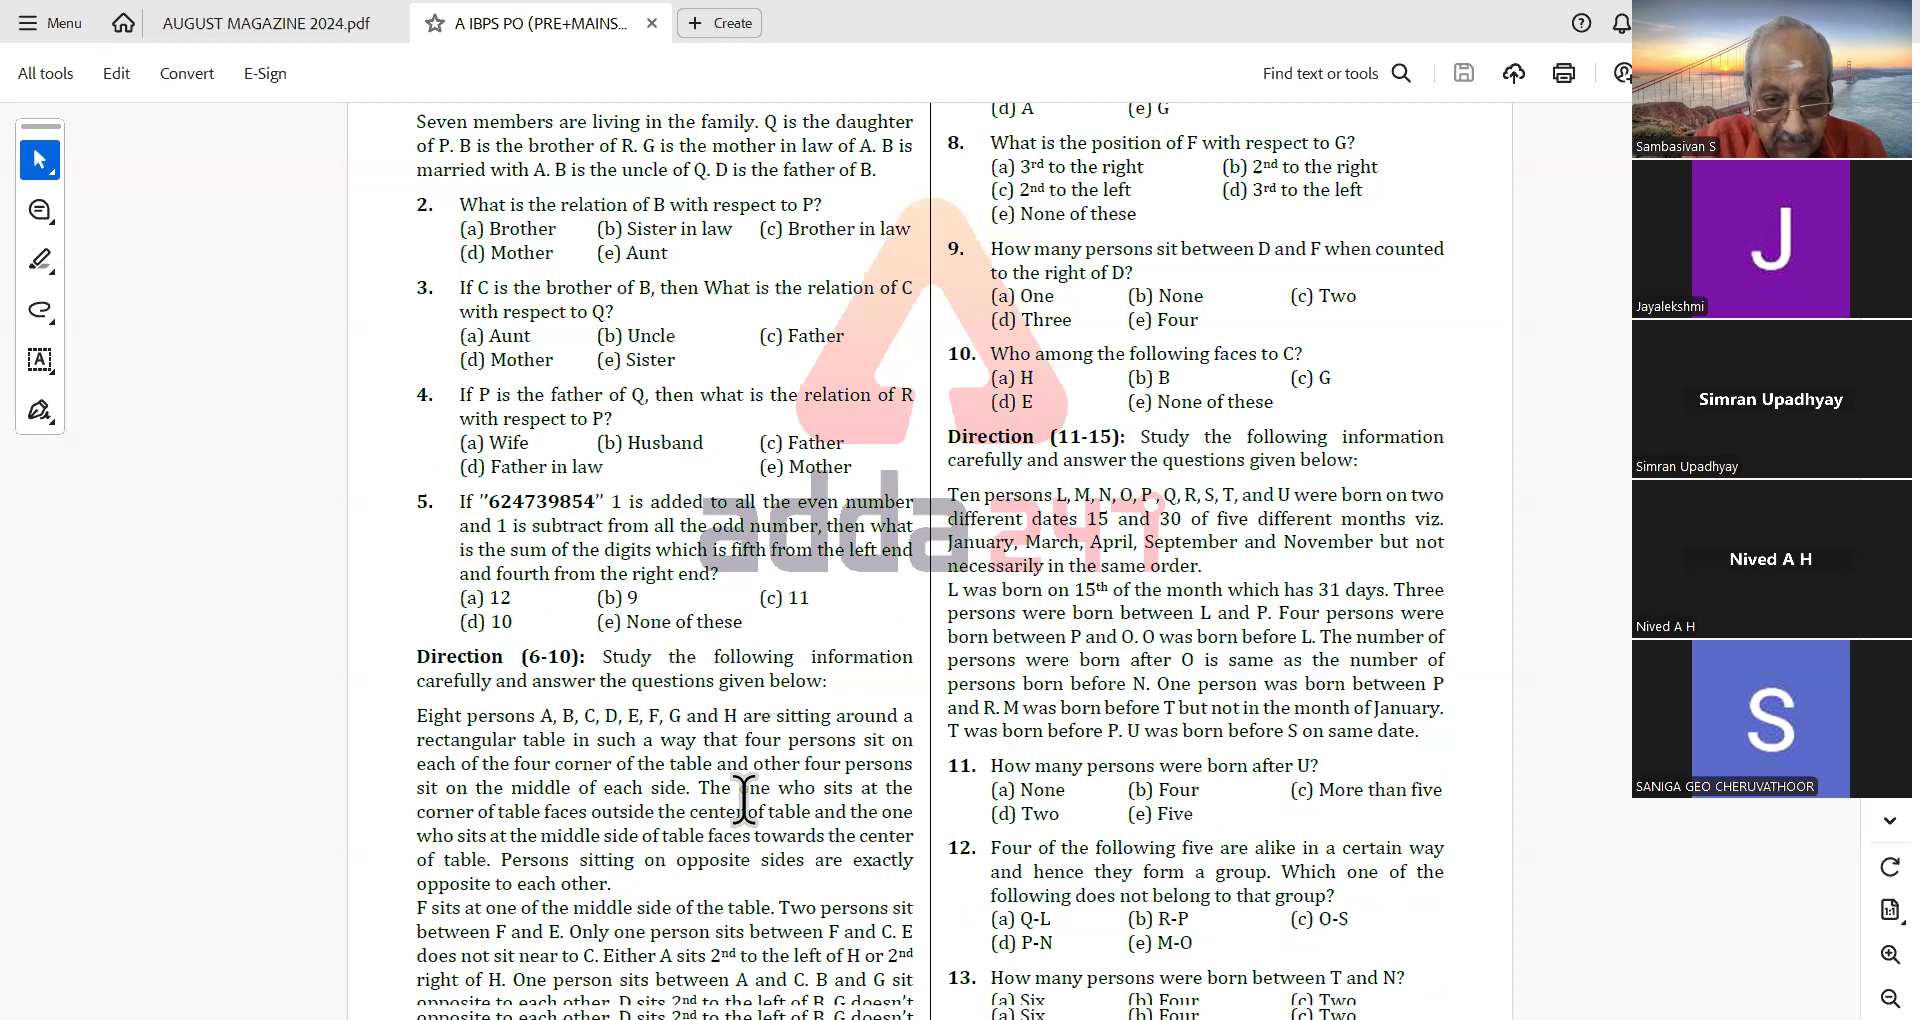 Menu
AUGUST MAGAZINE 2024.pdf
A IBPS PO (PRE+MAINS...
Create
All tools
Edit
Convert
E-Sign
Find text or tools
Seven members are living in the family. Q is the daughter
of P. B is the brother of R. G is the mother in law of A. B is
married with A. B is the uncle of Q. D is the father of B.
2. What is the relation of B with respect to P?
(a) Brother (b) Sister in law (c) Brother in law
(d) Mother (e) Aunt
3. If C is the brother of B, then What is the relation of C
with respect to Q?
(a) Aunt (b) Uncle (c) Father
(d) Mother (e) Sister
4. If P is the father of Q, then what is the relation of R
with respect to P?
(a) Wife (b) Husband (c) Father
(d) Father in law (e) Mother
5. If "624739854" 1 is added to all the even number
and 1 is subtract from all the odd number, then what
is the sum of the digits which is fifth from the left end
and fourth from the right end?
(a) 12 (b) 9 (c) 11
(d) 10 (e) None of these
Direction (6-10): Study the following information
carefully and answer the questions given below:
Eight persons A, B, C, D, E, F, G and H are sitting around a
rectangular table in such a way that four persons sit on
each of the four corner of the table and other four persons
sit on the middle of each side. The one who sits at the
corner of table faces outside the center of table and the one
who sits at the middle side of table faces towards the center
of table. Persons sitting on opposite sides are exactly
opposite to each other.
F sits at one of the middle side of the table. Two persons sit
between F and E. Only one person sits between F and C. E
does not sit near to C. Either A sits 2nd to the left of H or 2nd
right of H. One person sits between A and C. B and G sit
opposite to each other. D sits 2nd to the left of B. G doesn't
opposite to each other. D sits 2nd to the left of B. G doesn't
(d) A (e) G
8. What is the position of F with respect to G?
(a) 3rd to the right (b) 2nd to the right
(c) 2nd to the left (d) 3rd to the left
(e) None of these
9. How many persons sit between D and F when counted
to the right of D?
(a) One (b) None (c) Two
(d) Three (e) Four
10. Who among the following faces to C?
(a) H (b) B (c) G
(d) E (e) None of these
Direction (11-15): Study the following information
carefully and answer the questions given below:
Ten persons L, M, N, O, P, Q, R, S, T, and U were born on two
different dates 15 and 30 of five different months viz.
January, March, April, September and November but not
necessarily in the same order.
L was born on 15th of the month which has 31 days. Three
persons were born between L and P. Four persons were
born between P and O. O was born before L. The number of
persons were born after O is same as the number of
persons born before N. One person was born between P
and R. M was born before T but not in the month of January.
T was born before P. U was born before S on same date.
11. How many persons were born after U?
(a) None (b) Four (c) More than five
(d) Two (e) Five
12. Four of the following five are alike in a certain way
and hence they form a group. Which one of the
following does not belong to that group?
(a) Q-L (b) R-P (c) O-S
(d) P-N (e) M-O
13. How many persons were born between T and N?
(a) Six (b) Four (c) Two
(a) Six (b) Four (c) Two
adda247
Sambasivan S
J
Jayalekshmi
Simran Upadhyay
Simran Upadhyay
Nived A H
Nived A H
S
SANIGA GEO CHERUVATHOOR